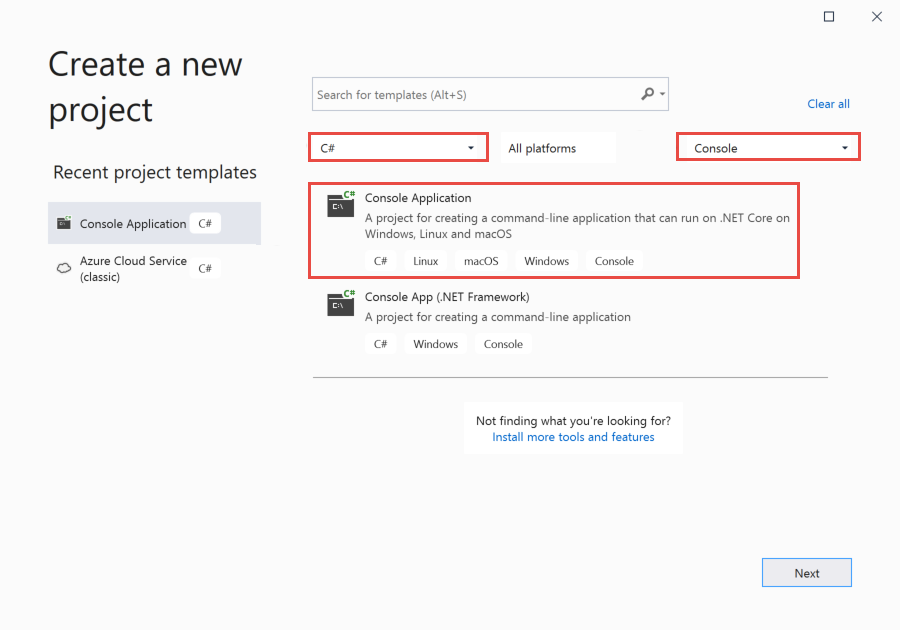 Create a new
project
Search for templates (Alt+S)
Clear all
C#
All platforms
Console
Recent project templates
Console Application
C#
Azure Cloud Service
(classic)
C#
C#
E:\
Console Application
A project for creating a command-line application that can run on .NET Core on
Windows, Linux and macOS
C#
Linux
macOS
Windows
Console
C#
E:\
Console App (.NET Framework)
A project for creating a command-line application
C#
Windows
Console
Not finding what you're looking for?
Install more tools and features
Next